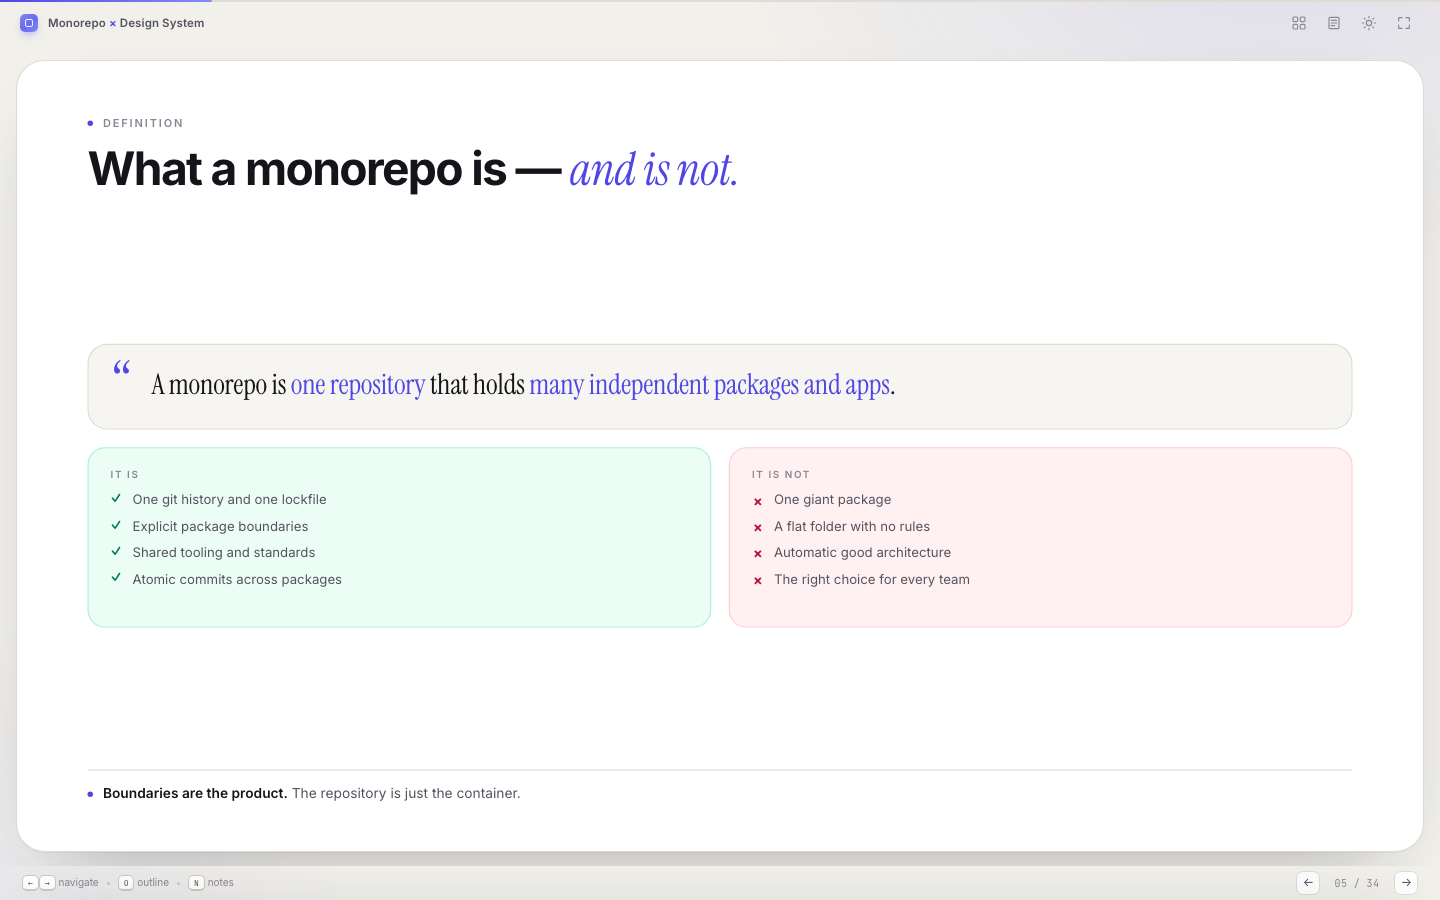 Monorepo × Design System
DEFINITION
What a monorepo is — and is not.
“ A monorepo is one repository that holds many independent packages and apps.
IT IS
✓ One git history and one lockfile
✓ Explicit package boundaries
✓ Shared tooling and standards
✓ Atomic commits across packages
IT IS NOT
× One giant package
× A flat folder with no rules
× Automatic good architecture
× The right choice for every team
Boundaries are the product. The repository is just the container.
← → navigate • O outline • N notes
← 05 / 34 →